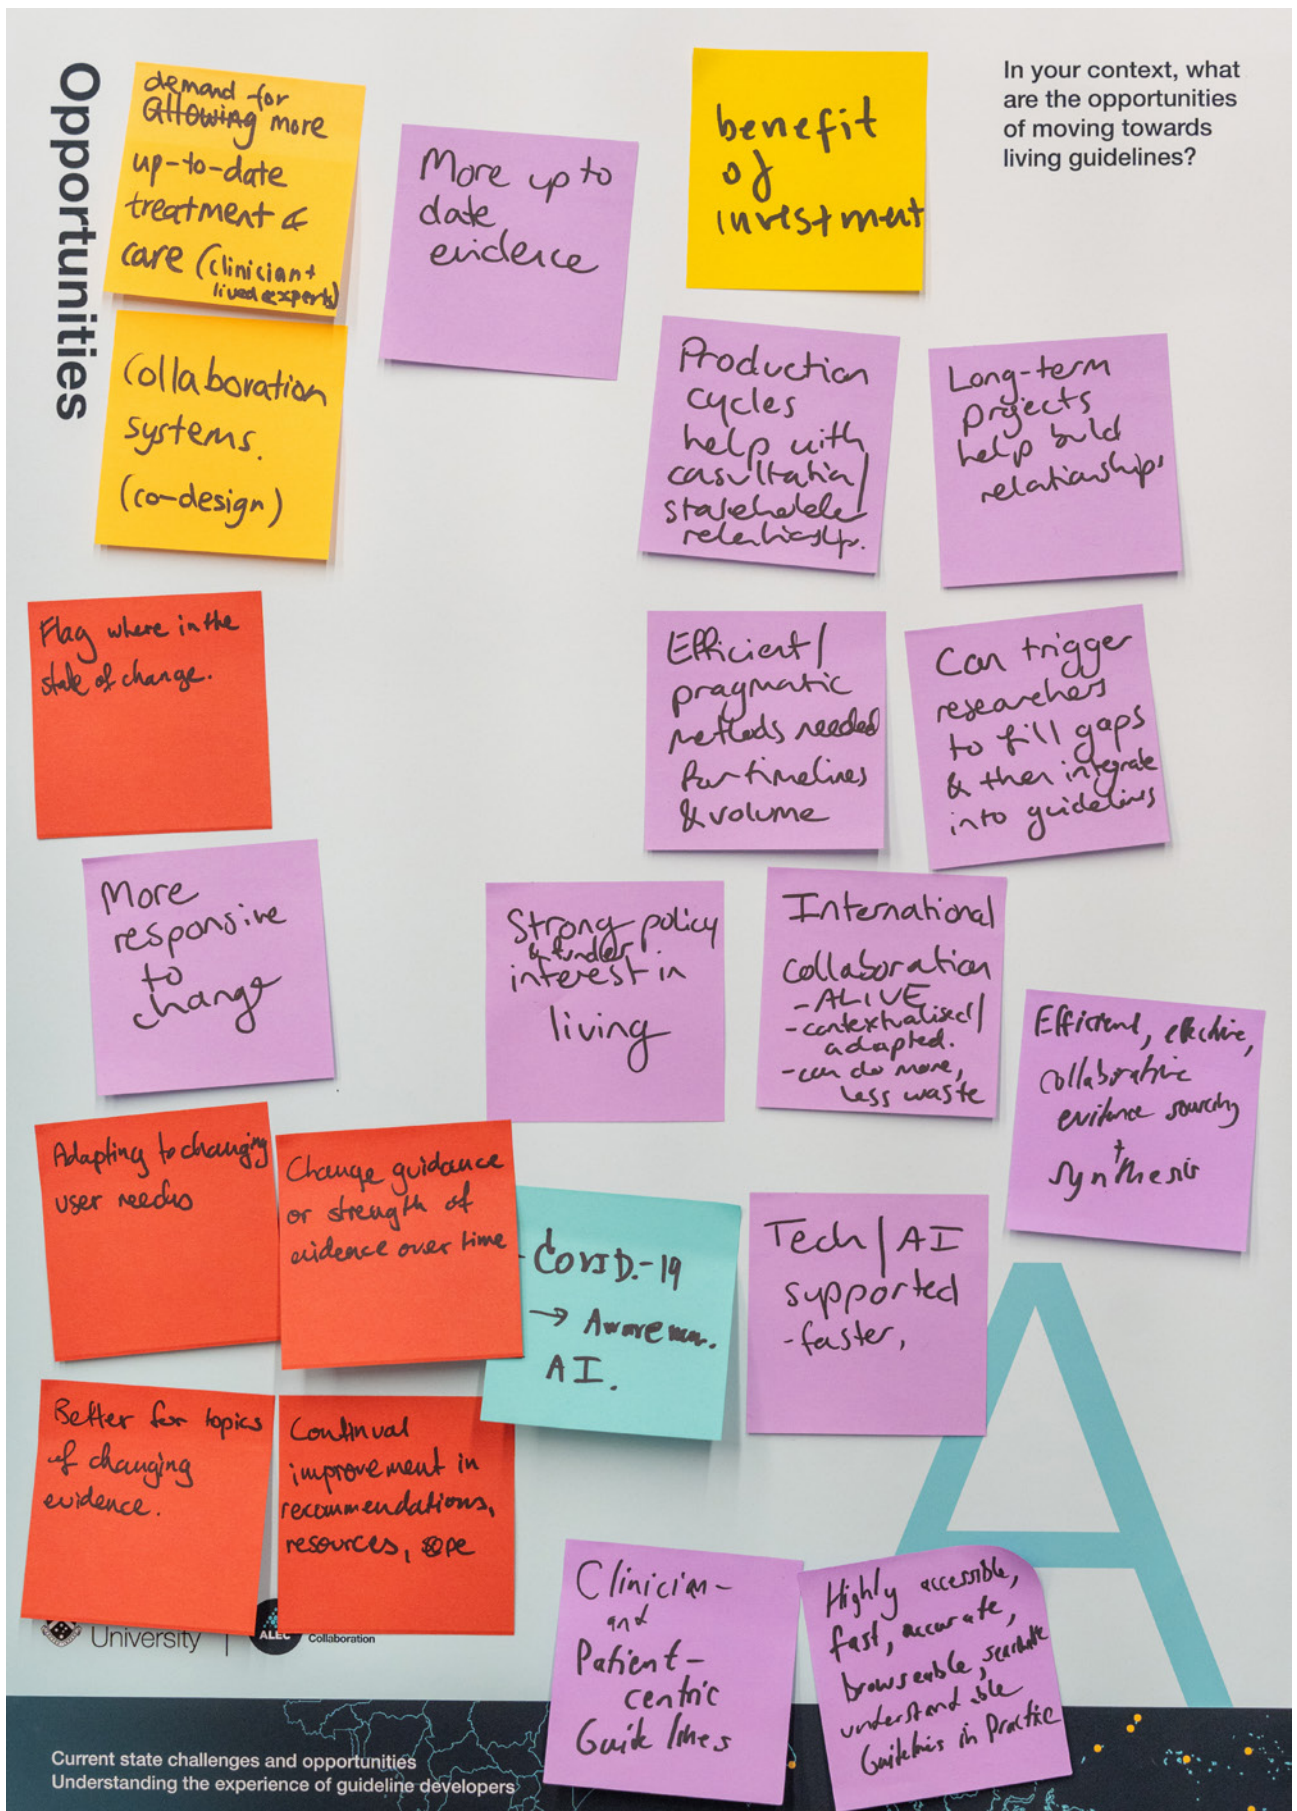 Opportunities
In your context, what
are the opportunities
of moving towards
living guidelines?
demand for
Allowing more
up-to-date
treatment &
care (clinician+
lived experts)
More up to
date
evidence
benefit
of
investment
Collaboration
systems.
(co-design)
Production
cycles
help with
consultation/
stakeholder
relationship.
Long-term
projects
help build
relationships
Flag where in the
state of change.
Efficient/
pragmatic
methods needed
for timelines
& volume
Can trigger
researchers
to fill gaps
& then integrate
into guidelines
More
responsive
to
change
Strong policy
& funder
interest in
living
International
collaboration
- ALIVE
- contextualised/
adapted.
- can do more,
less waste
Efficient, effective,
collaborative
evidence sourcing
+
synthesis
Adapting to changing
user needs
Change guidance
or strength of
evidence over time
- COVID-19
→
AI.
Tech/AI
supported
- faster,
Better for topics
of changing
evidence.
Continual
improvement in
recommendations,
resources, scope
Clinician-
and
Patient-
centric
Guidelines
Highly accessible,
fast, accurate,
browseable, searchable
understandable
Guidelines in Practice
University
ALEC
Collaboration
Current state challenges and opportunities
Understanding the experience of guideline developers